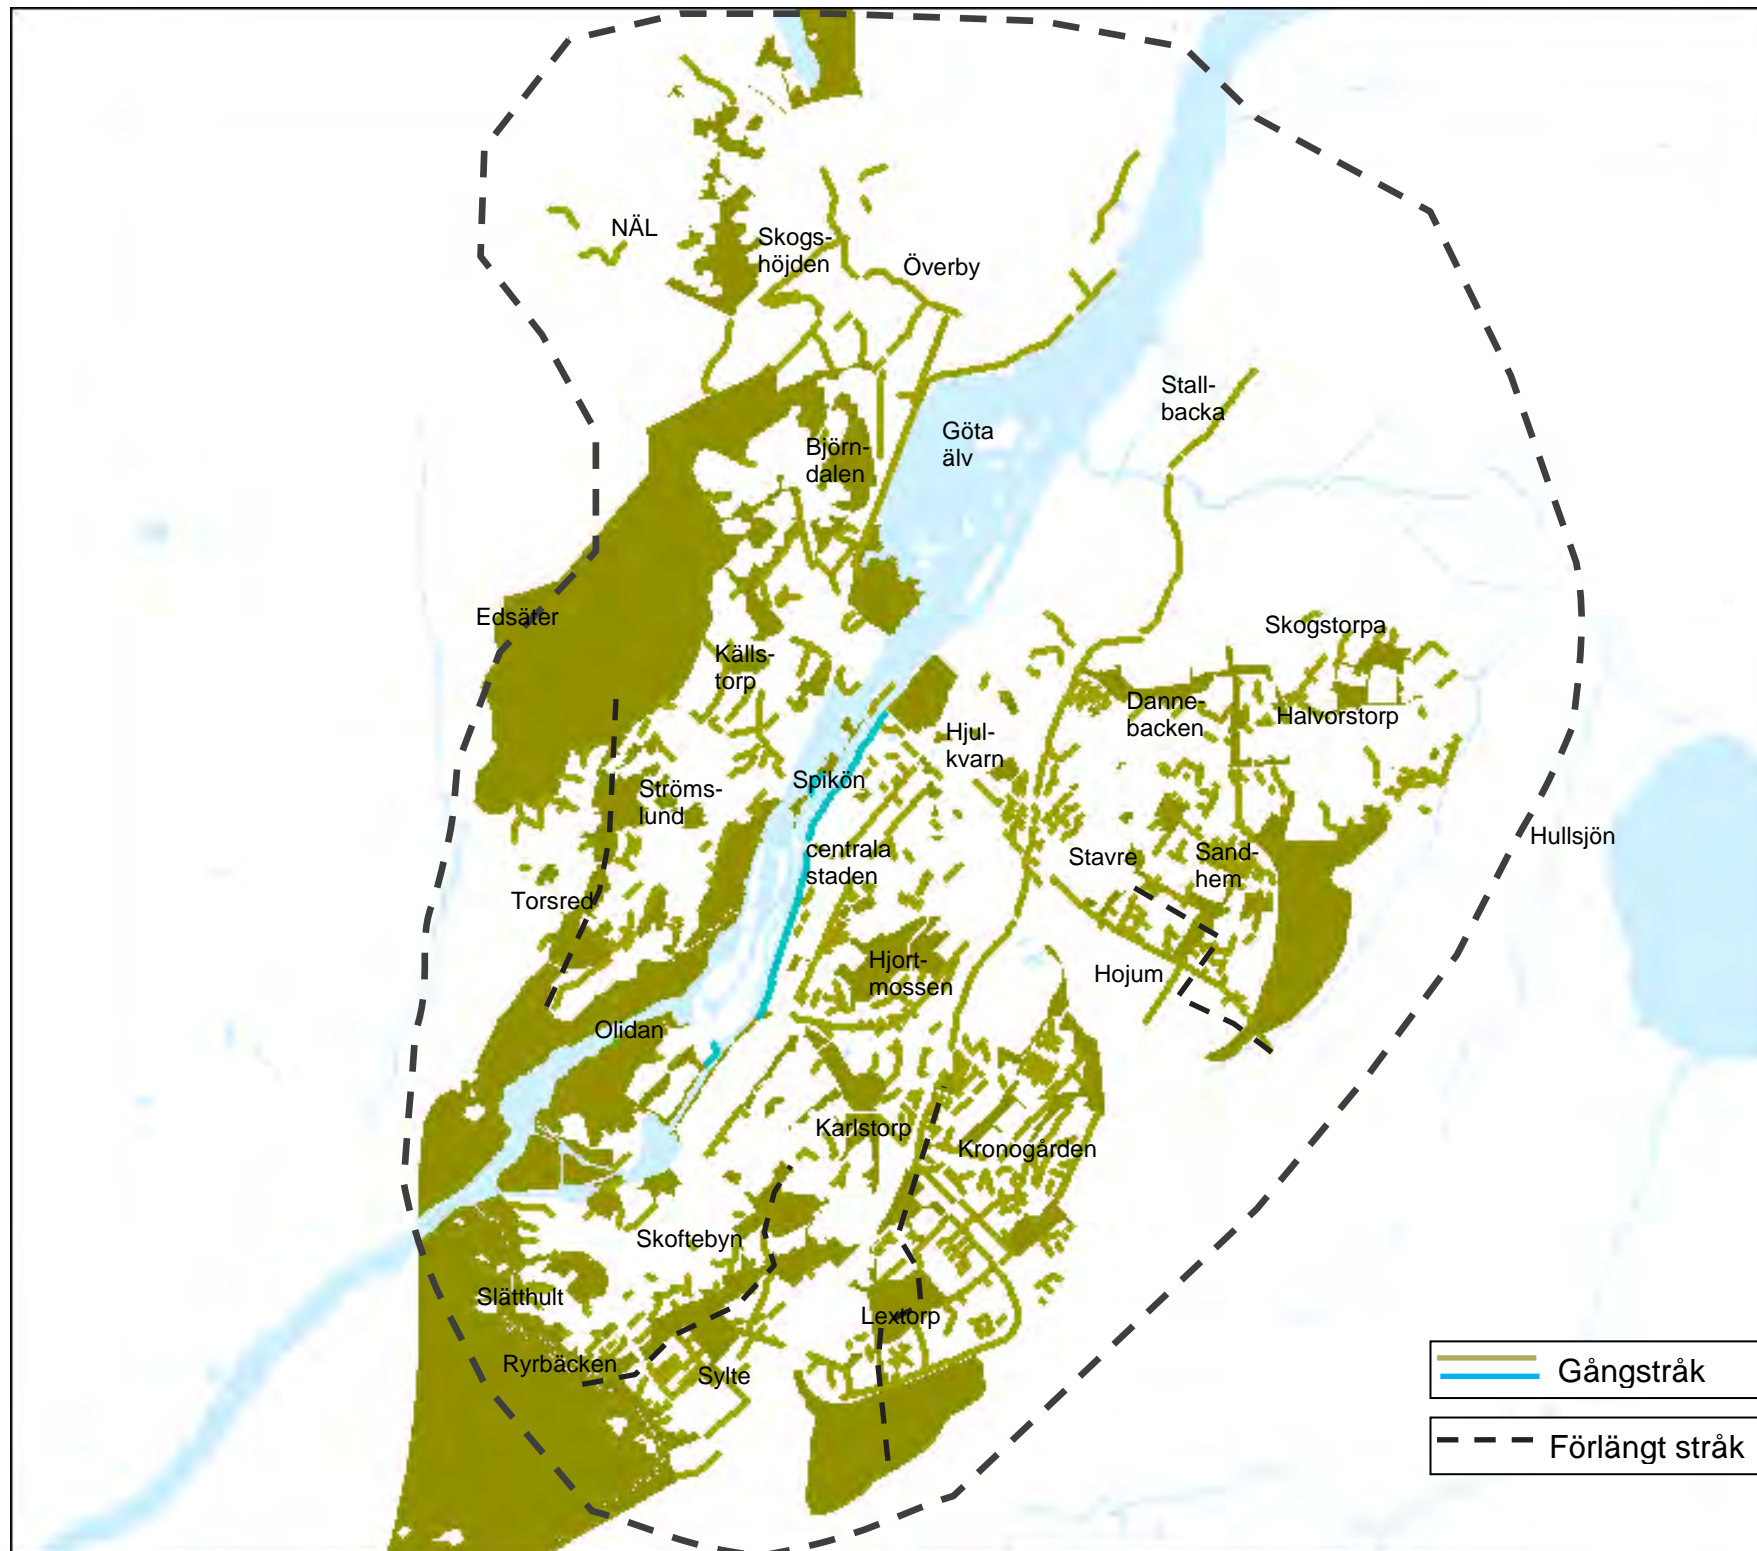 NÄL
Skogs-
höjden
Överby
Stall-
backa
Göta
älv
Björn-
dalen
Edsäter
Skogstorpa
Källs-
torp
Danne-
backen
Halvorstorp
Hjul-
kvarn
Spikön
Ströms-
lund
Hullsjön
centrala
staden
Stavre
Sand-
hem
Torsred
Hjort-
mossen
Hojum
Olidan
Karlstorp
Kronogården
Skoftebyn
Slätthult
Lextorp
Ryrbäcken
Sylte
Gångstråk
Förlängt stråk